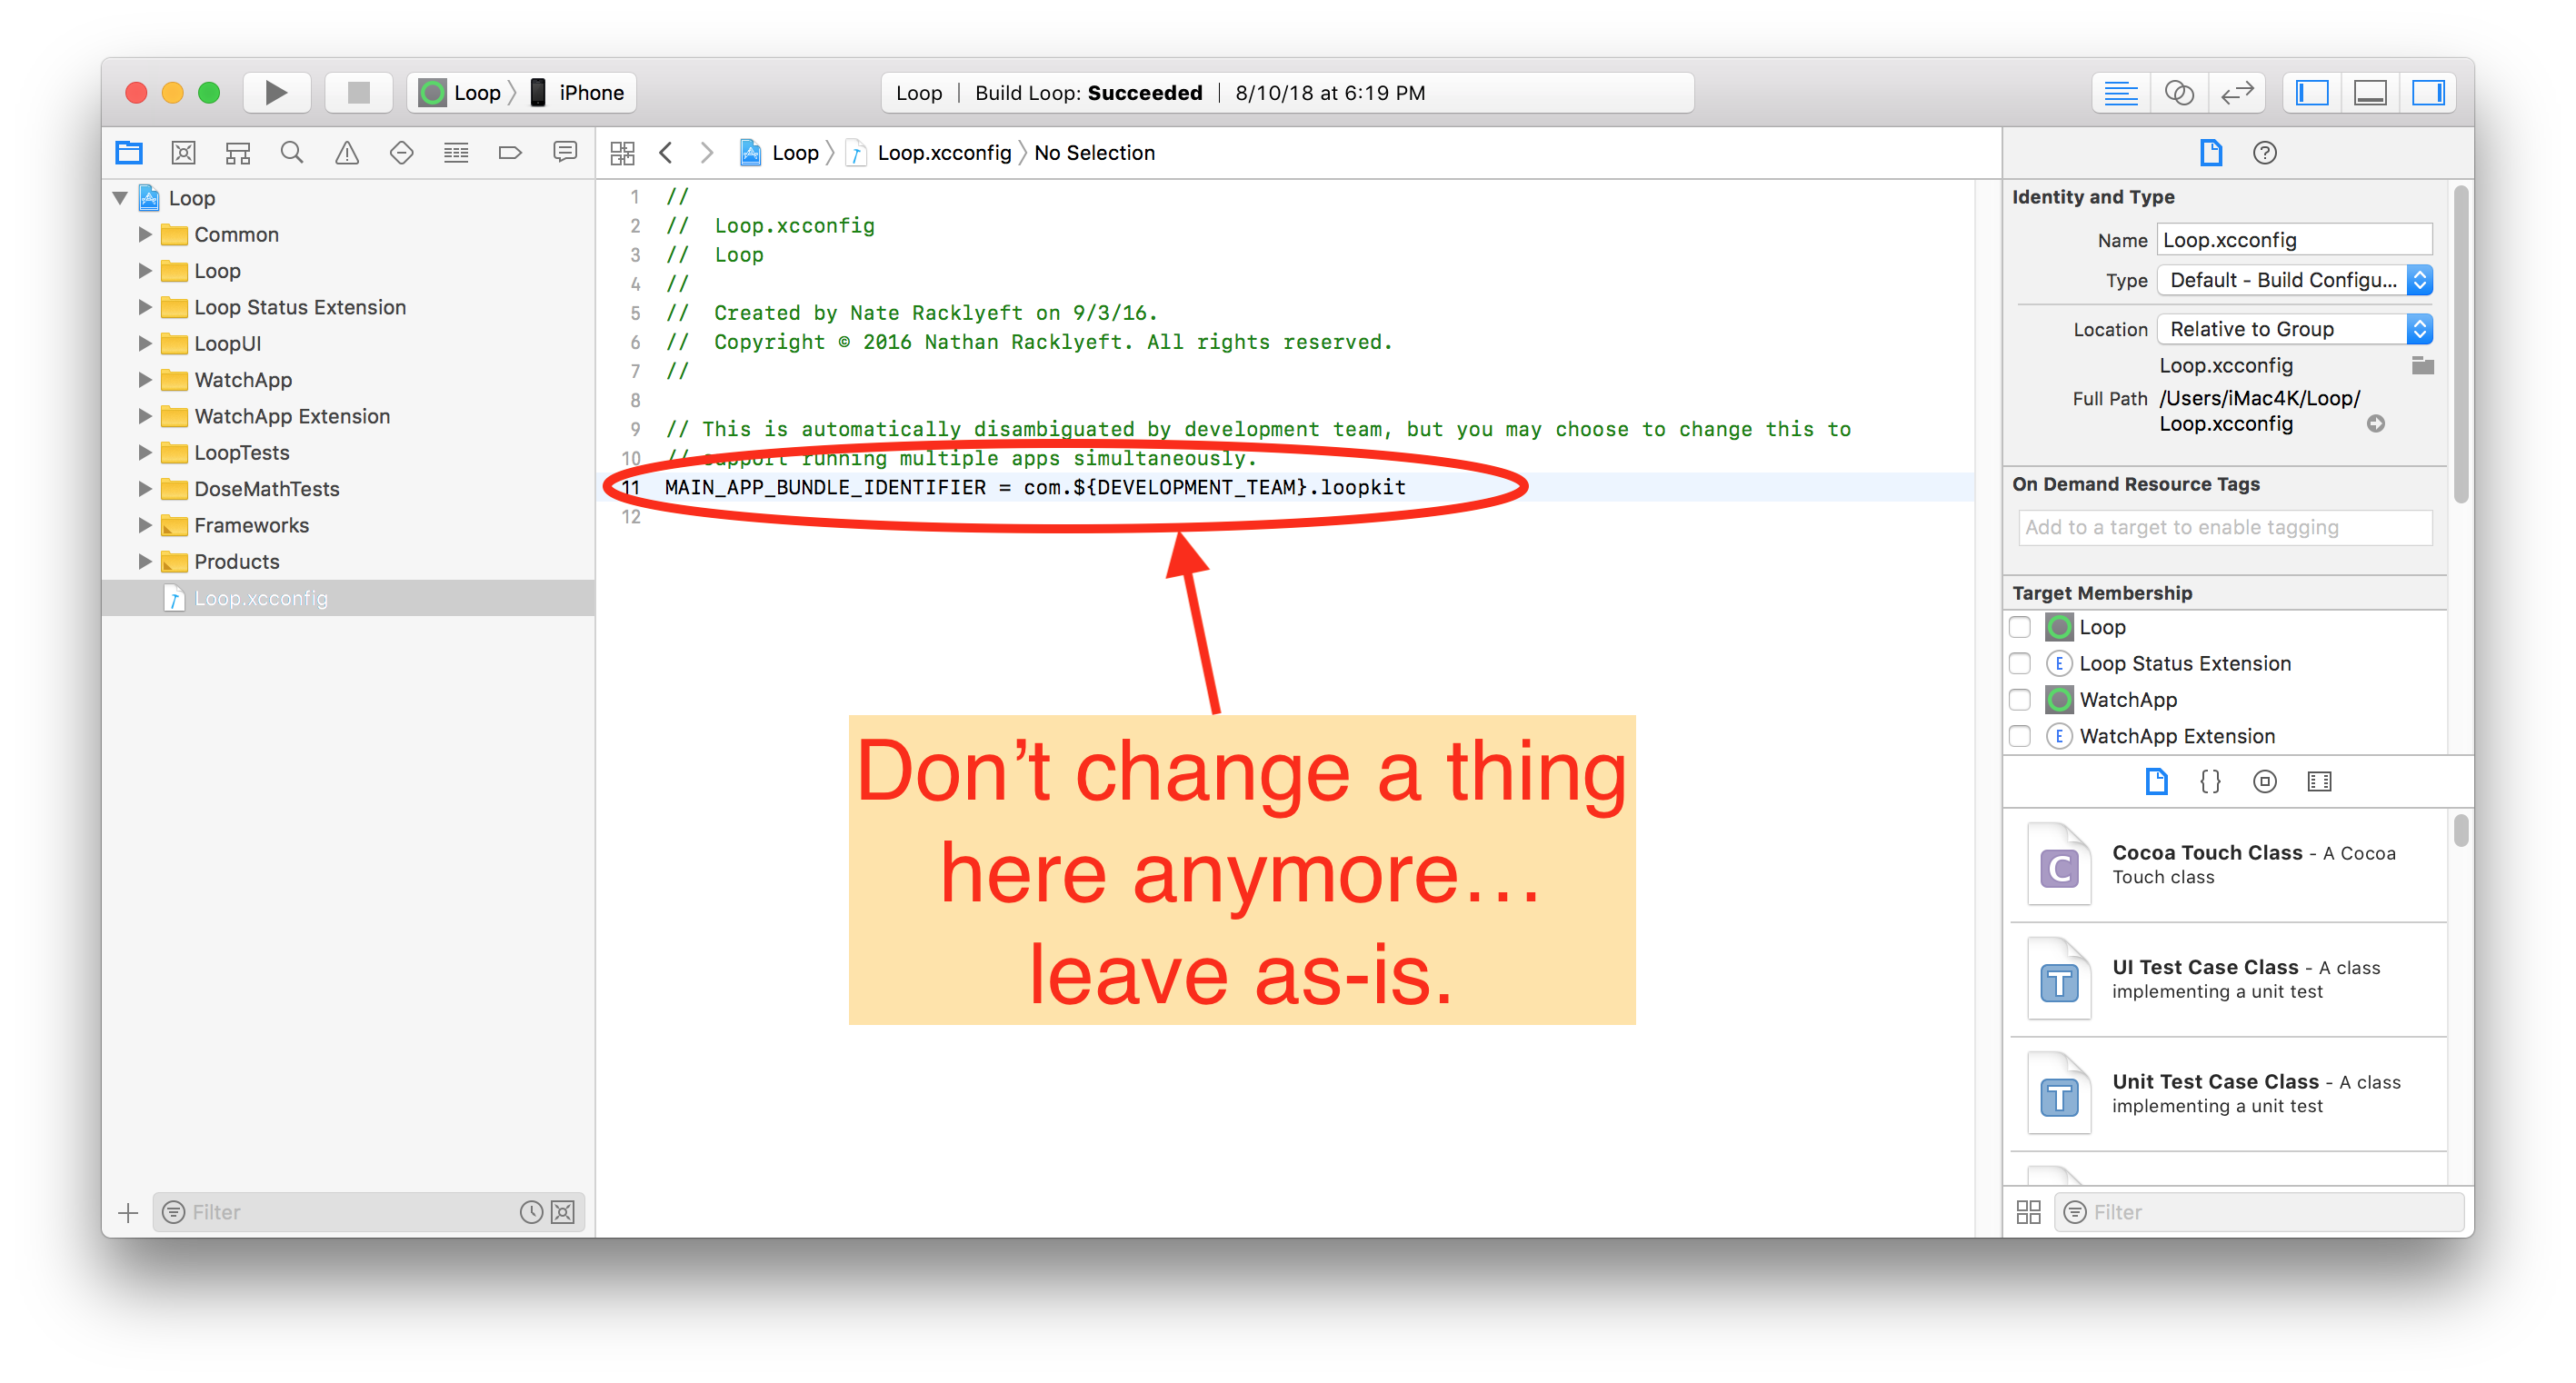 Loop 〉 iPhone
Loop | Build Loop: Succeeded | 8/10/18 at 6:19 PM
Loop 〉 Loop.xcconfig 〉 No Selection
Loop
Common
Loop
Loop Status Extension
LoopUI
WatchApp
WatchApp Extension
LoopTests
DoseMathTests
Frameworks
Products
Loop.xcconfig
Filter
1 //
2 //  Loop.xcconfig
3 //  Loop
4 //
5 //  Created by Nate Racklyeft on 9/3/16.
6 //  Copyright © 2016 Nathan Racklyeft. All rights reserved.
7 //
8
9 // This is automatically disambiguated by development team, but you may choose to change this to
10 // support running multiple apps simultaneously.
11 MAIN_APP_BUNDLE_IDENTIFIER = com.${DEVELOPMENT_TEAM}.loopkit
12
Don’t change a thing
here anymore…
leave as-is.
Identity and Type
Name Loop.xcconfig
Type Default - Build Configu...
Location Relative to Group
Loop.xcconfig
Full Path /Users/iMac4K/Loop/
Loop.xcconfig
On Demand Resource Tags
Add to a target to enable tagging
Target Membership
Loop
E Loop Status Extension
WatchApp
E WatchApp Extension
{}
C
Cocoa Touch Class - A Cocoa
Touch class
T
UI Test Case Class - A class
implementing a unit test
T
Unit Test Case Class - A class
implementing a unit test
Filter